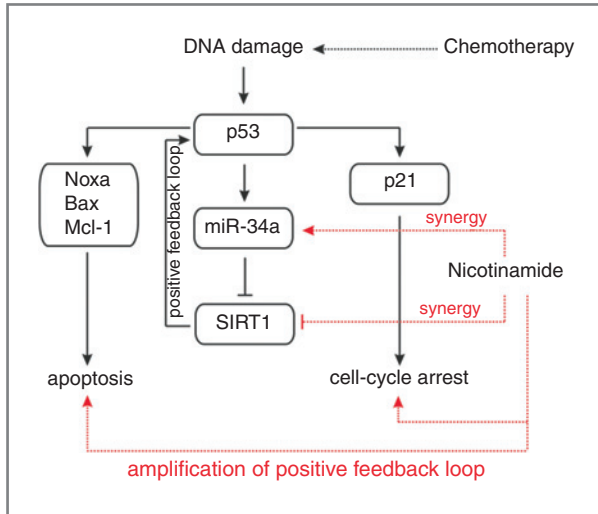 DNA damage
Chemotherapy
p53
positive feedback loop
Noxa
Bax
Mcl-1
p21
miR-34a
synergy
Nicotinamide
synergy
SIRT1
apoptosis
cell-cycle arrest
amplification of positive feedback loop